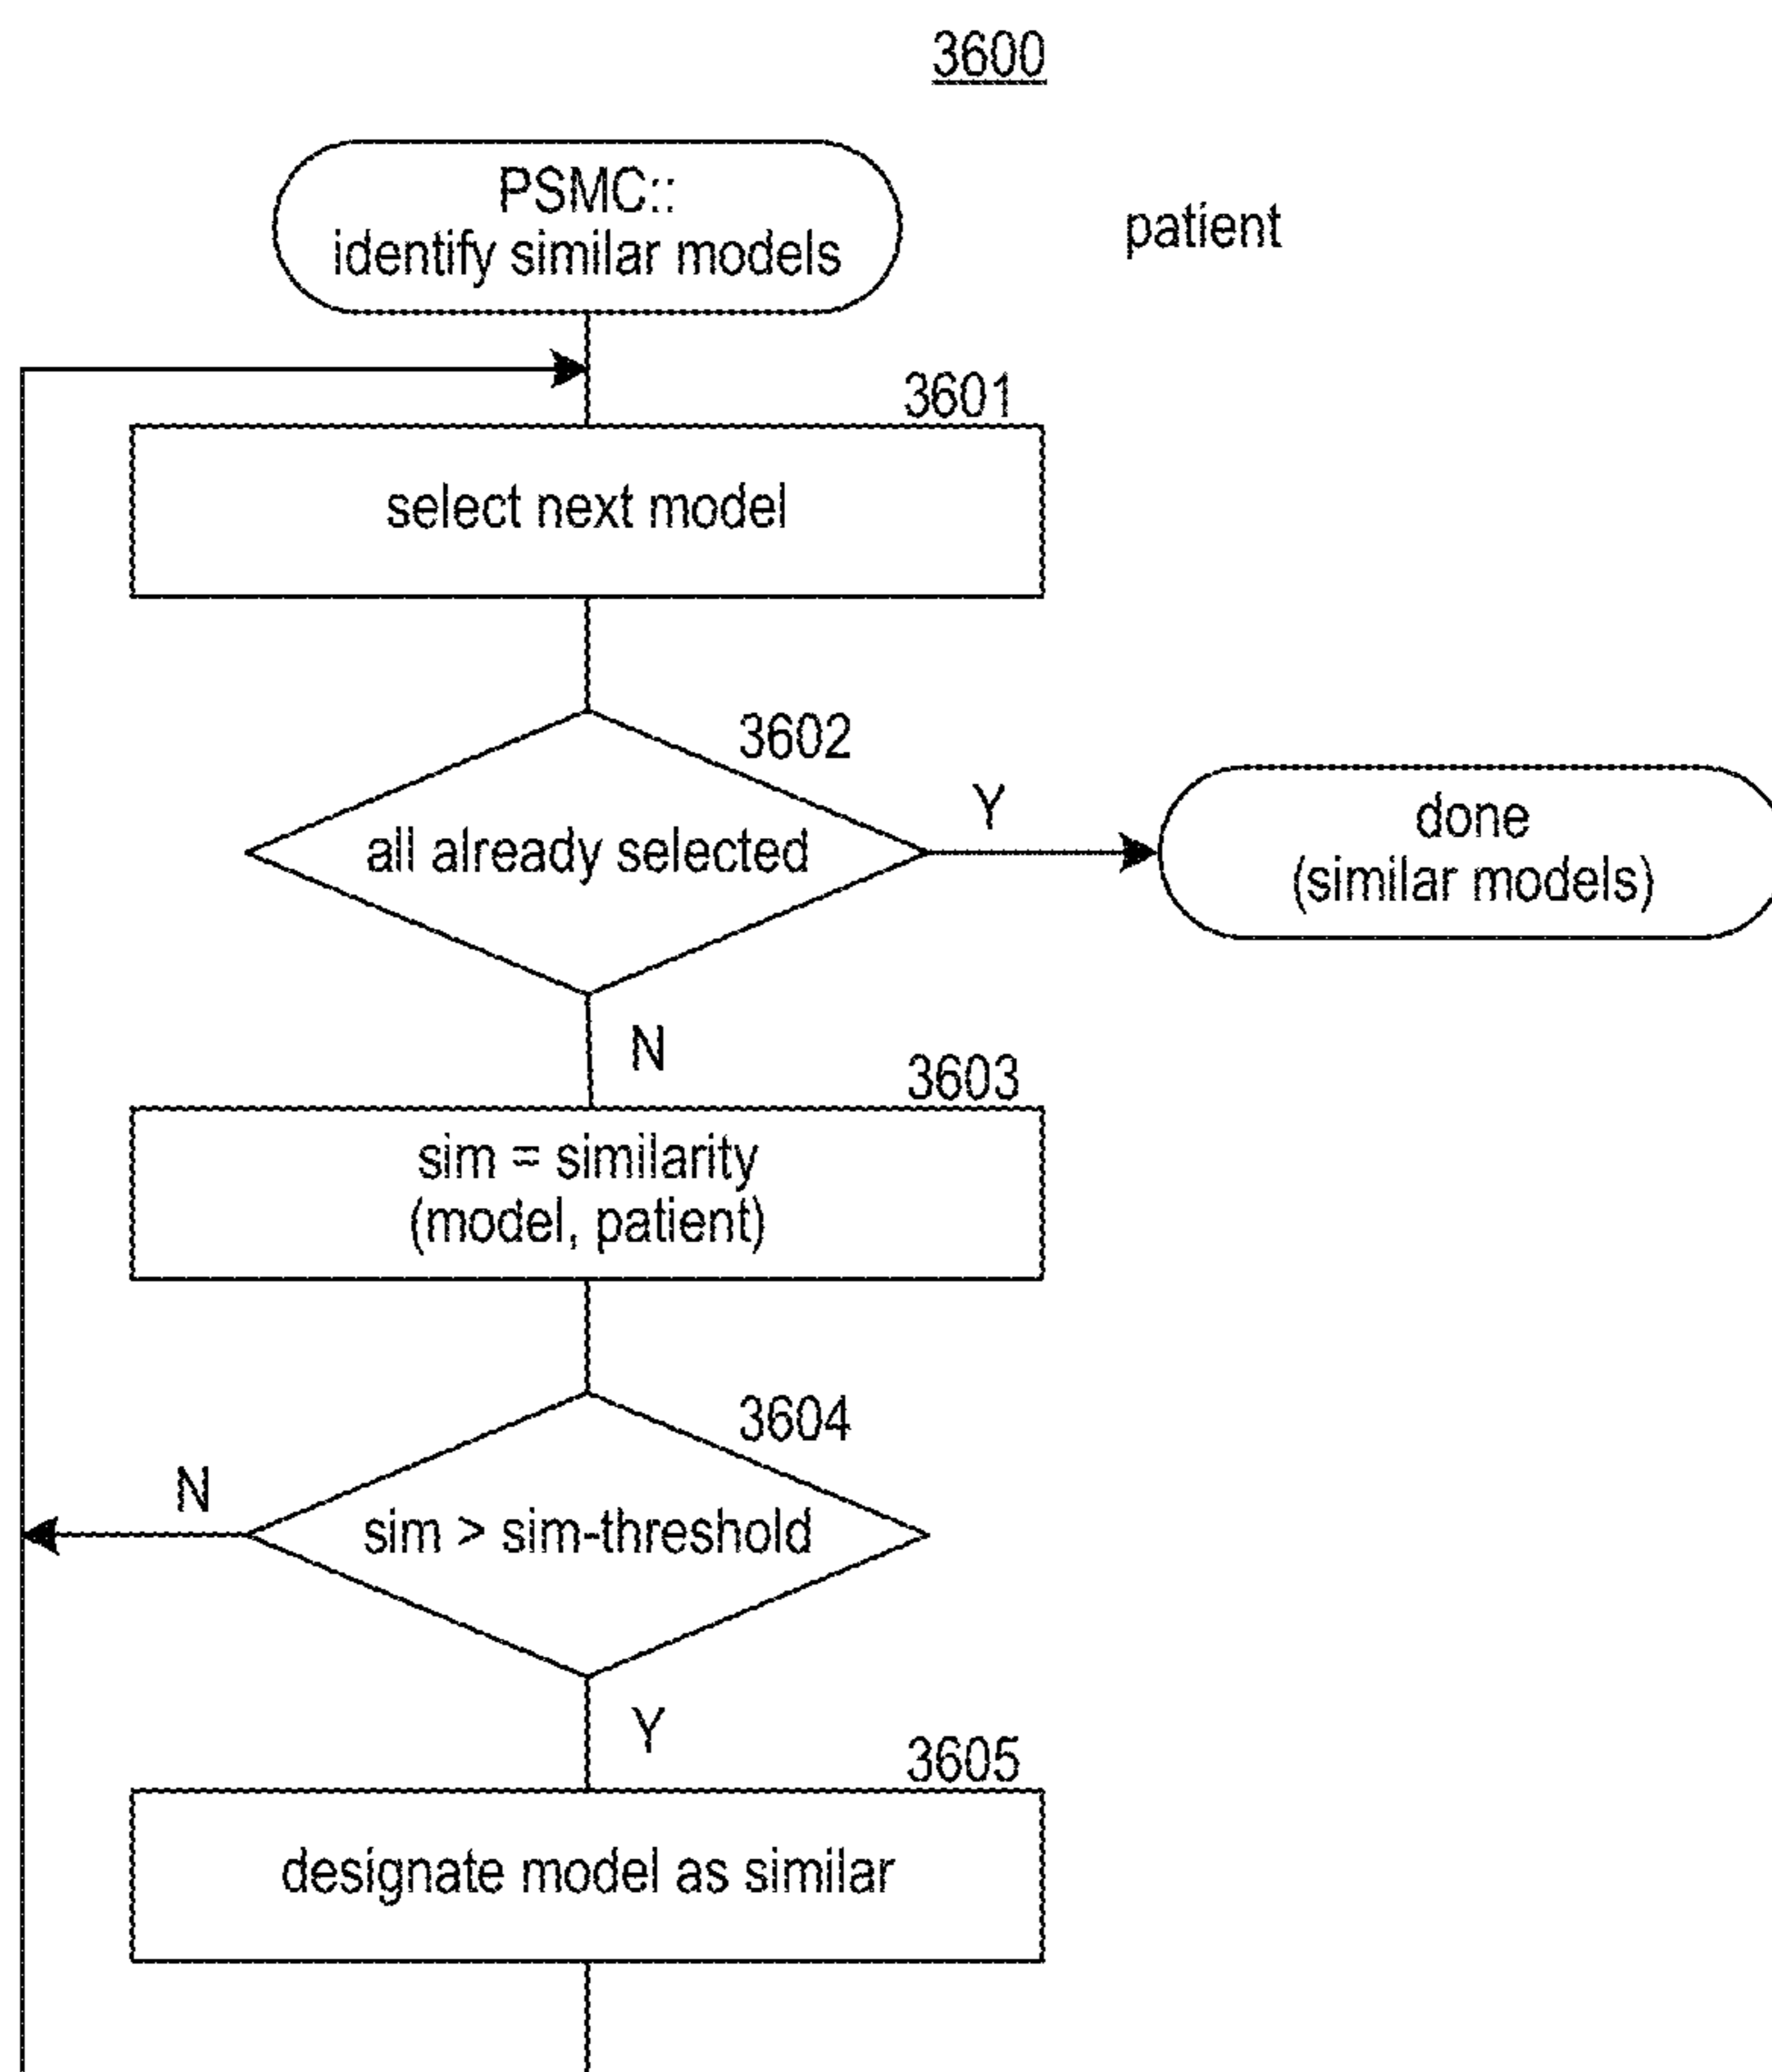 3600
PSMC::
identify similar models
patient
3601
select next model
3602
all already selected
Y
done
(similar models)
N
3603
sim = similarity
(model, patient)
3604
N
sim > sim-threshold
Y
3605
designate model as similar